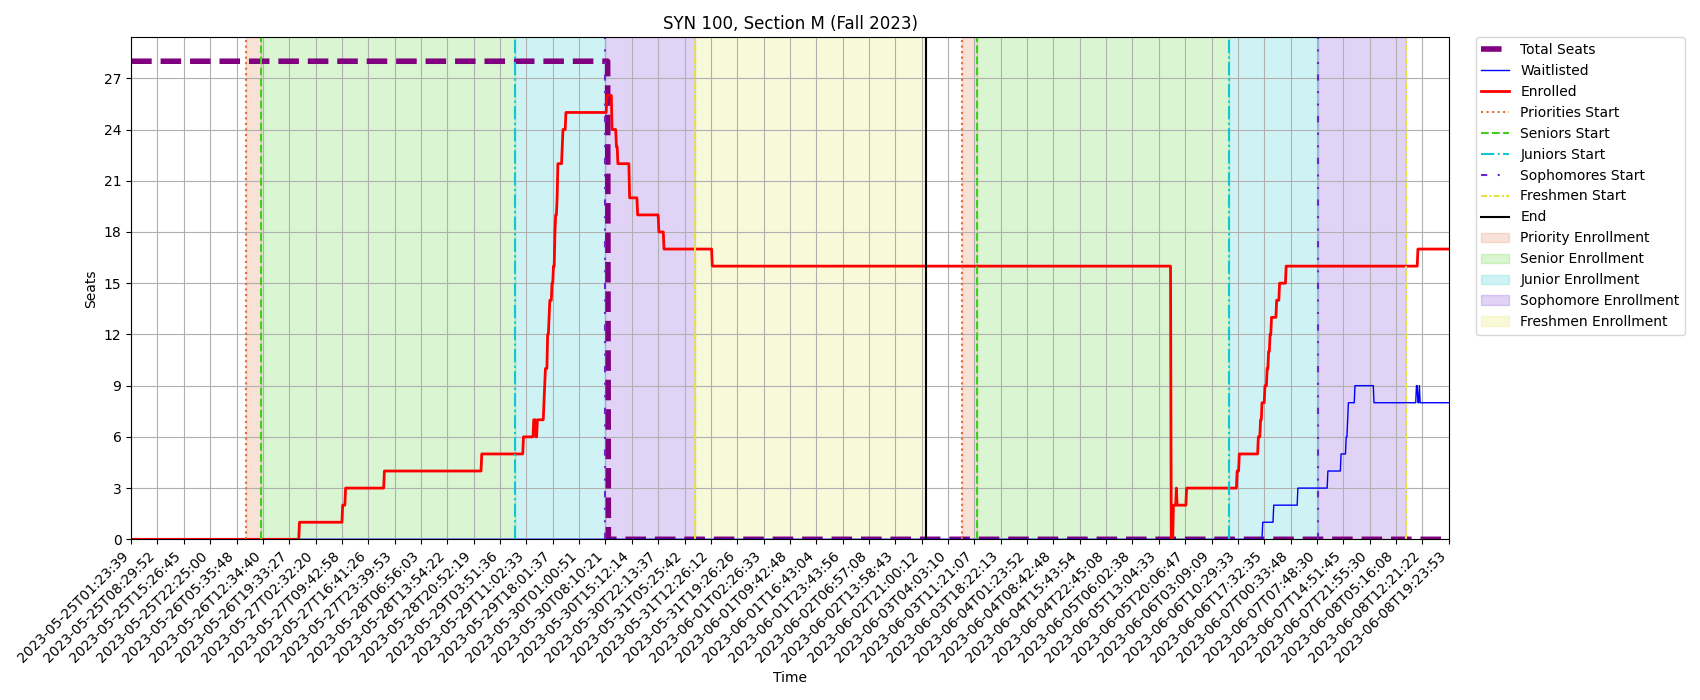 SYN 100, Section M (Fall 2023)
Seats
27
24
21
18
15
12
9
6
3
0
2023-05-25T01:23:39
2023-05-25T08:29:52
2023-05-25T15:26:45
2023-05-25T22:25:00
2023-05-26T05:35:48
2023-05-26T12:34:40
2023-05-26T19:33:27
2023-05-27T02:32:20
2023-05-27T09:42:58
2023-05-27T16:41:26
2023-05-27T23:39:53
2023-05-28T06:56:03
2023-05-28T13:54:22
2023-05-28T20:52:19
2023-05-29T03:51:36
2023-05-29T11:02:33
2023-05-29T18:01:37
2023-05-30T01:00:51
2023-05-30T08:10:21
2023-05-30T15:12:14
2023-05-30T22:13:37
2023-05-31T05:25:42
2023-05-31T12:26:12
2023-05-31T19:26:26
2023-06-01T02:26:33
2023-06-01T09:42:48
2023-06-01T16:43:04
2023-06-01T23:43:56
2023-06-02T06:57:08
2023-06-02T13:58:43
2023-06-02T21:00:12
2023-06-03T04:03:10
2023-06-03T11:21:07
2023-06-03T18:22:13
2023-06-04T01:23:52
2023-06-04T08:42:48
2023-06-04T15:43:54
2023-06-04T22:45:08
2023-06-05T06:02:38
2023-06-05T13:04:33
2023-06-05T20:06:47
2023-06-06T03:09:09
2023-06-06T10:29:33
2023-06-06T17:32:35
2023-06-07T00:33:48
2023-06-07T07:48:30
2023-06-07T14:51:45
2023-06-07T21:55:30
2023-06-08T05:16:09
2023-06-08T12:21:22
2023-06-08T19:23:53
Time
Total Seats
Waitlisted
Enrolled
Priorities Start
Seniors Start
Juniors Start
Sophomores Start
Freshmen Start
End
Priority Enrollment
Senior Enrollment
Junior Enrollment
Sophomore Enrollment
Freshmen Enrollment